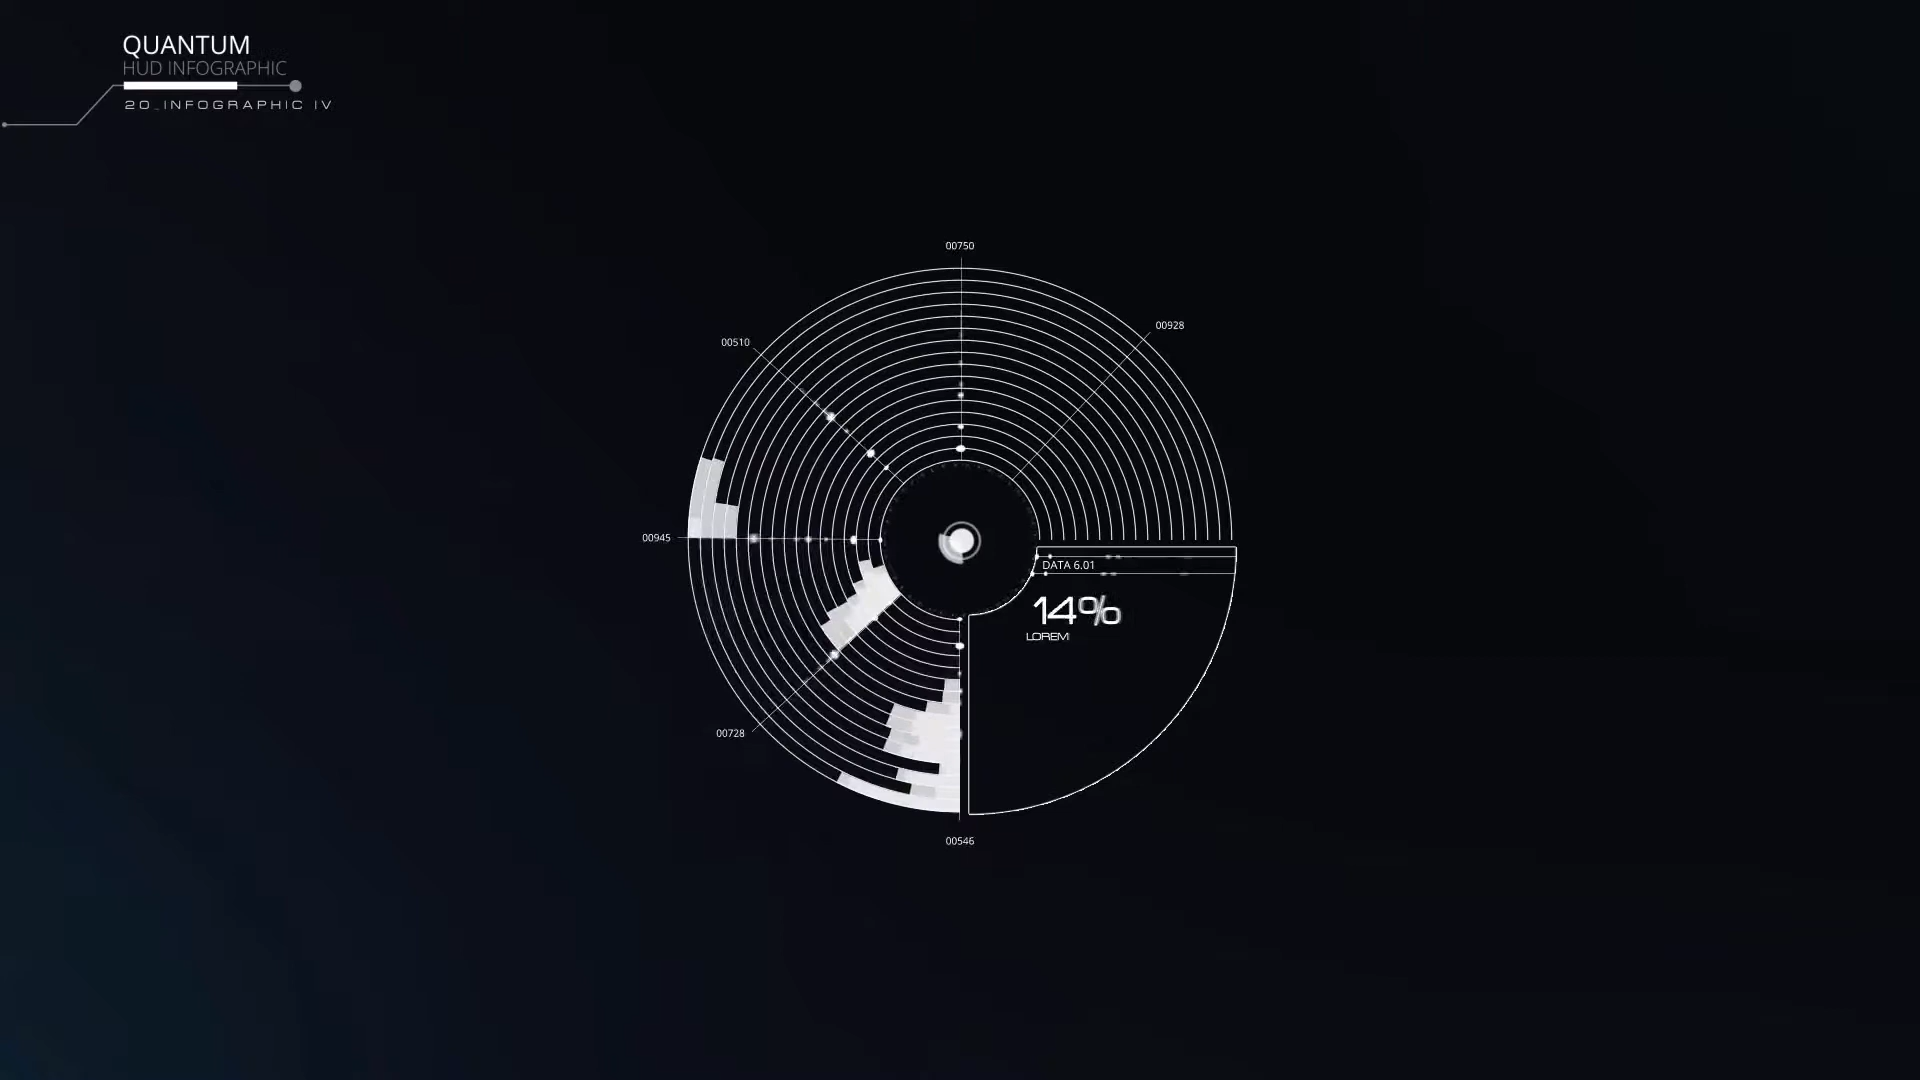 QUANTUM
HUD INFOGRAPHIC
20_INFOGRAPHIC IV
00750
00928
00510
00945
DATA 6.01
14%
LOREM
00728
00546